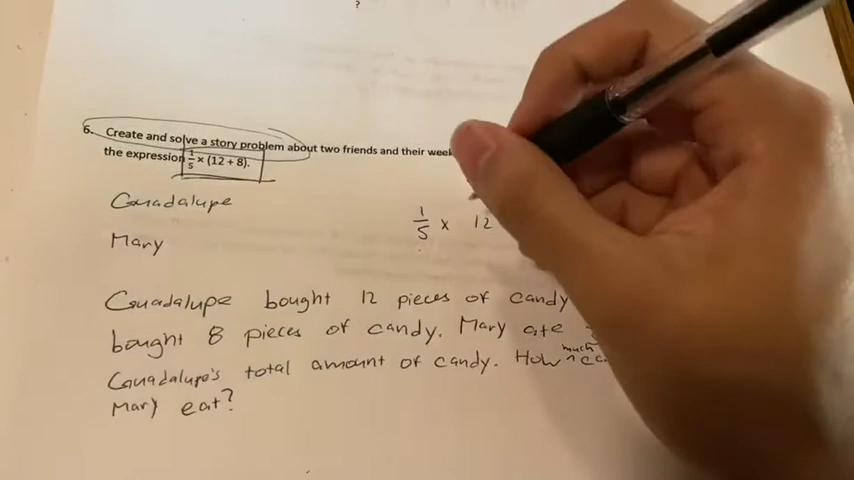 ?
6. Create and solve a story problem about two friends and their
the expression 1/5 × (12 + 8).
Guadalupe
1/5 x 12
Mary
Guadalupe bought 12 pieces of candy
bought 8 pieces of candy. Mary ate
Guadalupe's total amount of candy. How much
Mary eat?